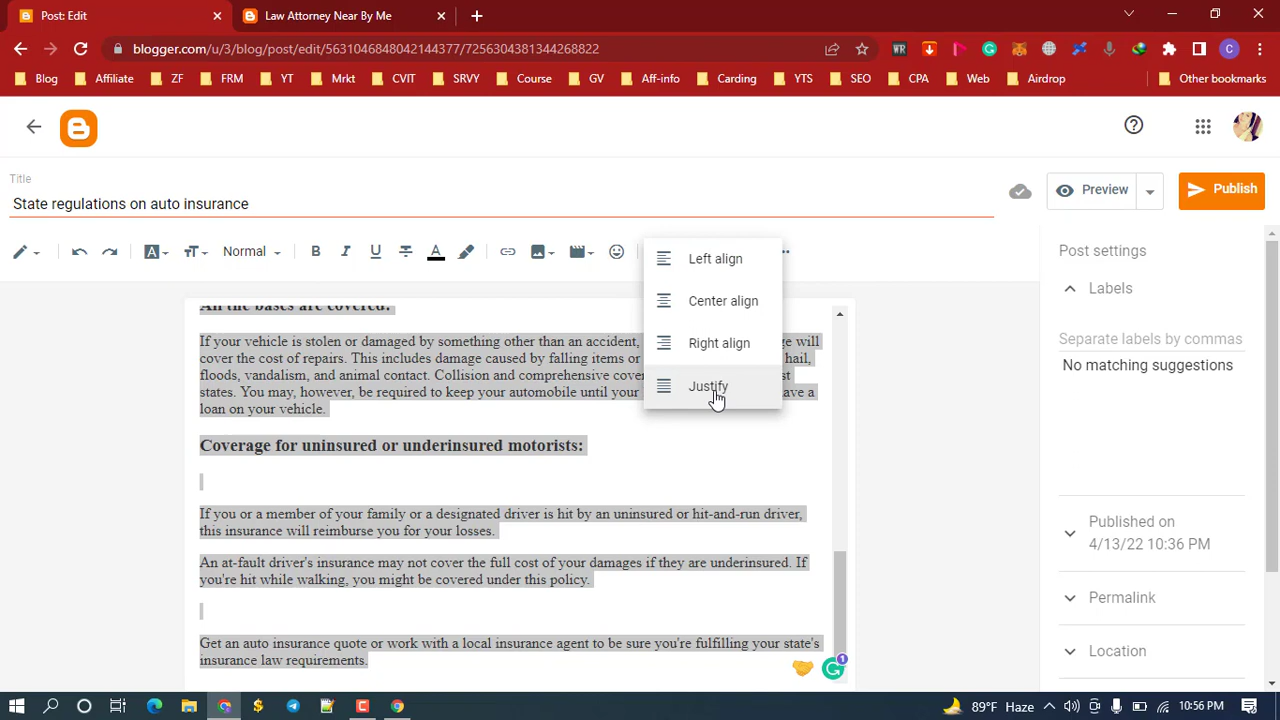 Post: Edit
Law Attorney Near By Me
blogger.com/u/3/blog/post/edit/5631046848042144377/7256304381344268822
Blog
Affiliate
ZF
FRM
YT
Mrkt
CVIT
SRVY
Course
GV
Aff-info
Carding
YTS
SEO
CPA
Web
Airdrop
Other bookmarks
Title
State regulations on auto insurance
Preview
Publish
Normal
Left align
Center align
Right align
Justify
Post settings
Labels
Separate labels by commas
No matching suggestions
Published on
4/13/22 10:36 PM
Permalink
Location
All the bases are covered:
If your vehicle is stolen or damaged by something other than an accident, will
cover the cost of repairs. This includes damage caused by falling items or hail,
floods, vandalism, and animal contact. Collision and comprehensive
states. You may, however, be required to keep your automobile until your have a
loan on your vehicle.
Coverage for uninsured or underinsured motorists:
If you or a member of your family or a designated driver is hit by an uninsured or hit-and-run driver,
this insurance will reimburse you for your losses.
An at-fault driver's insurance may not cover the full cost of your damages if they are underinsured. If
you're hit while walking, you might be covered under this policy.
Get an auto insurance quote or work with a local insurance agent to be sure you're fulfilling your state's
insurance law requirements.
1
89°F Haze
10:56 PM